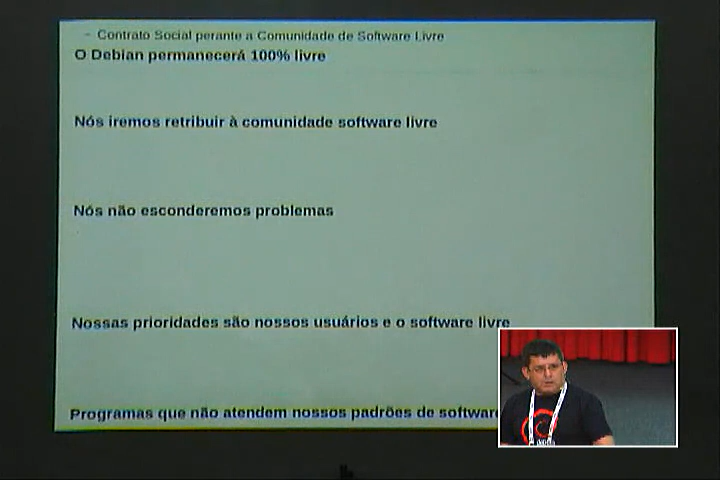 – Contrato Social perante a Comunidade de Software Livre
O Debian permanecerá 100% livre
Nós iremos retribuir à comunidade software livre
Nós não esconderemos problemas
Nossas prioridades são nossos usuários e o software livre
Programas que não atendem nossos padrões de software